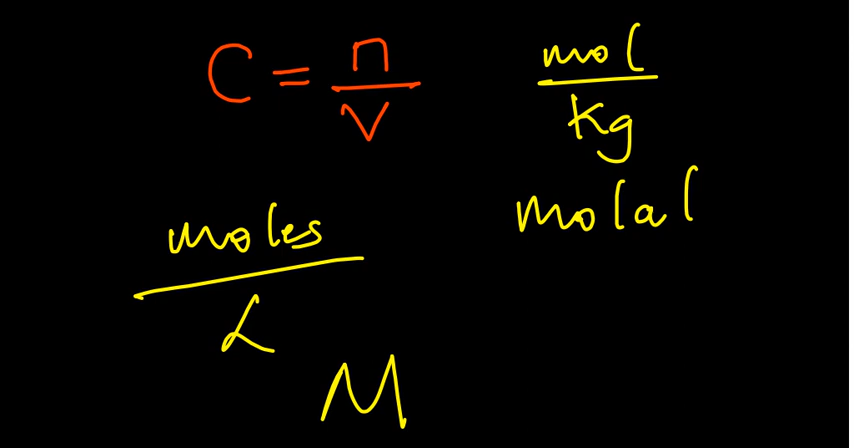 C = n / V
mol / kg
molal
moles / L
M